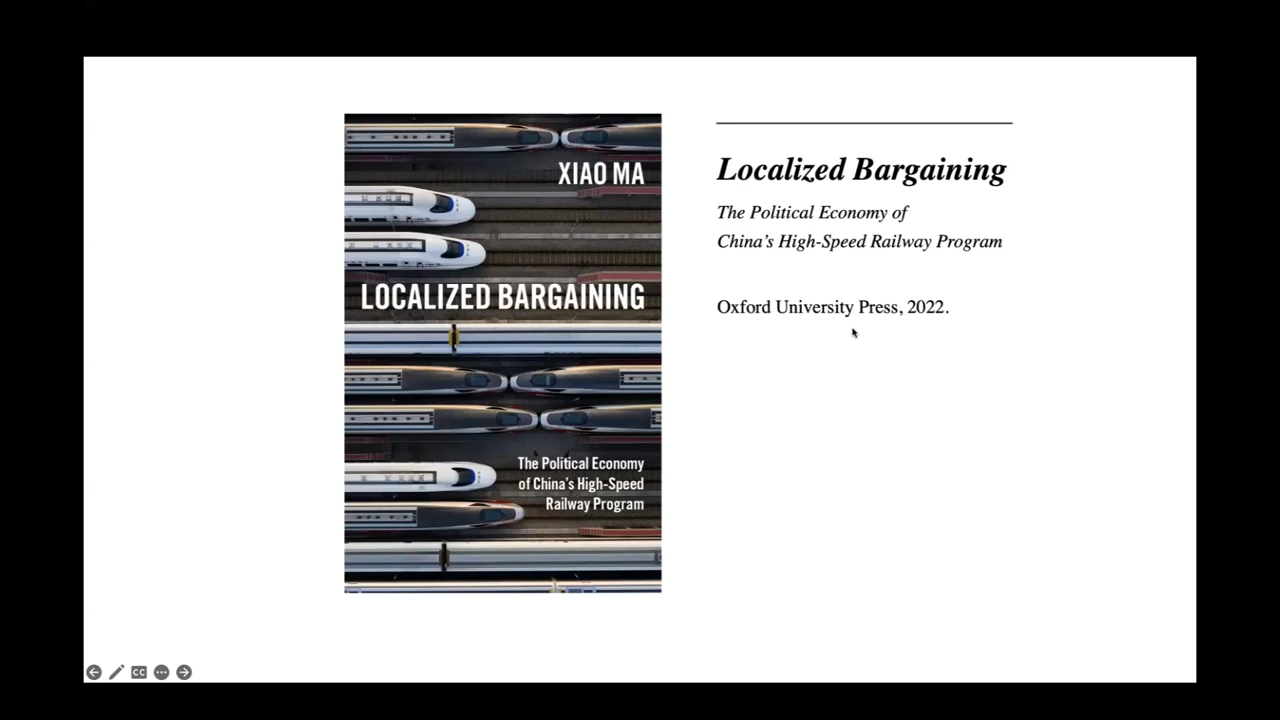 XIAO MA
LOCALIZED BARGAINING
The Political Economy
of China's High-Speed
Railway Program
Localized Bargaining
The Political Economy of
China's High-Speed Railway Program
Oxford University Press, 2022.
CC